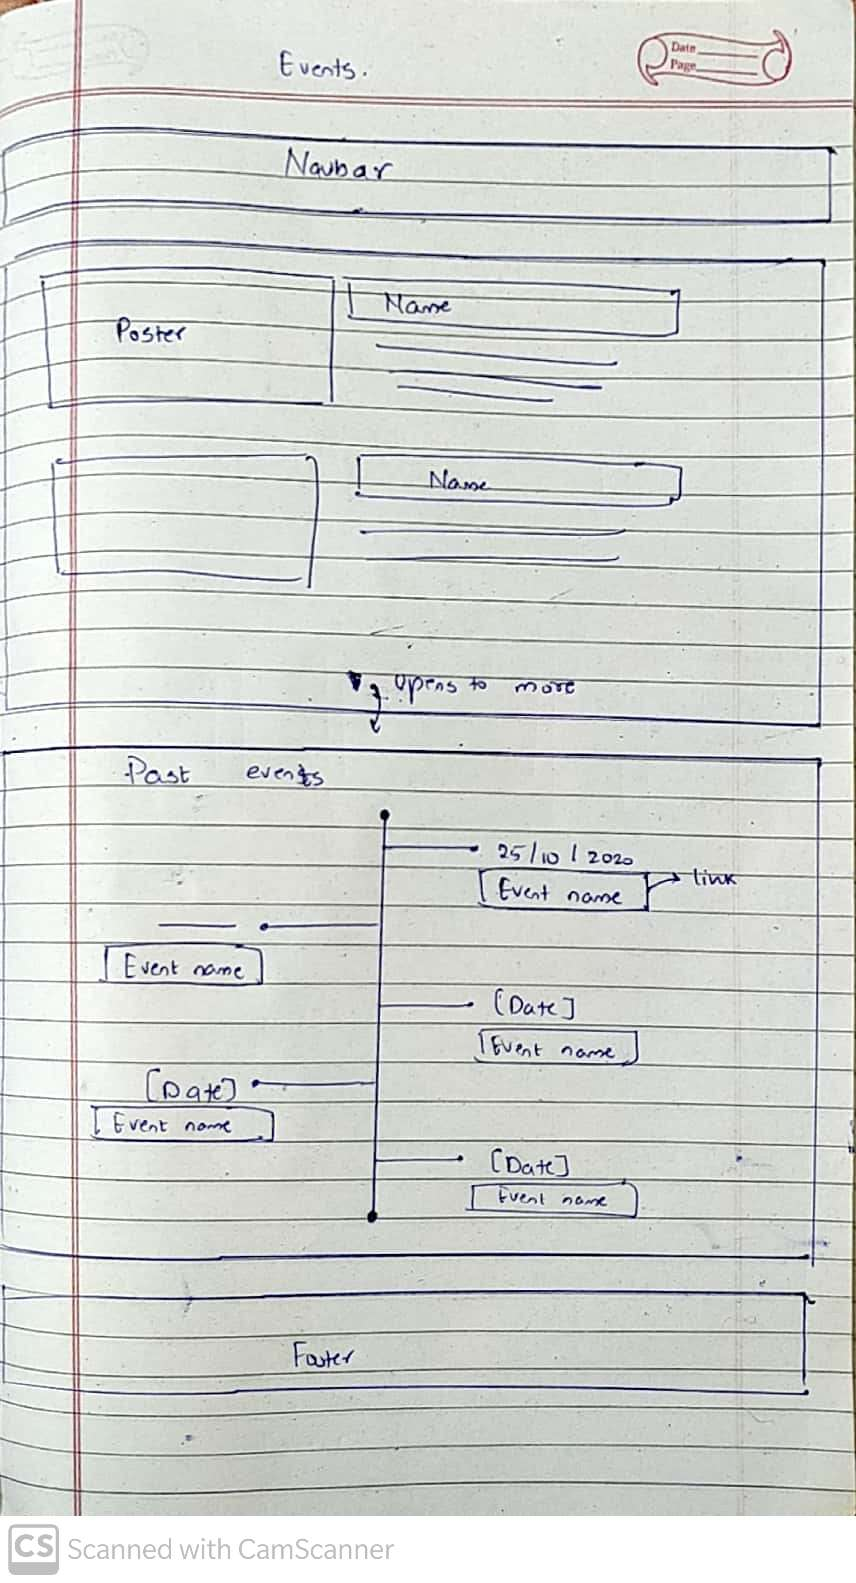 Events.
Date
Page
Navbar
Poster
Name
Name
opens to more
Past events
25/10/2020
Event name
link
Event name
[Date]
Event name
[Date]
Event name
[Date]
Event name
Footer
CS Scanned with CamScanner